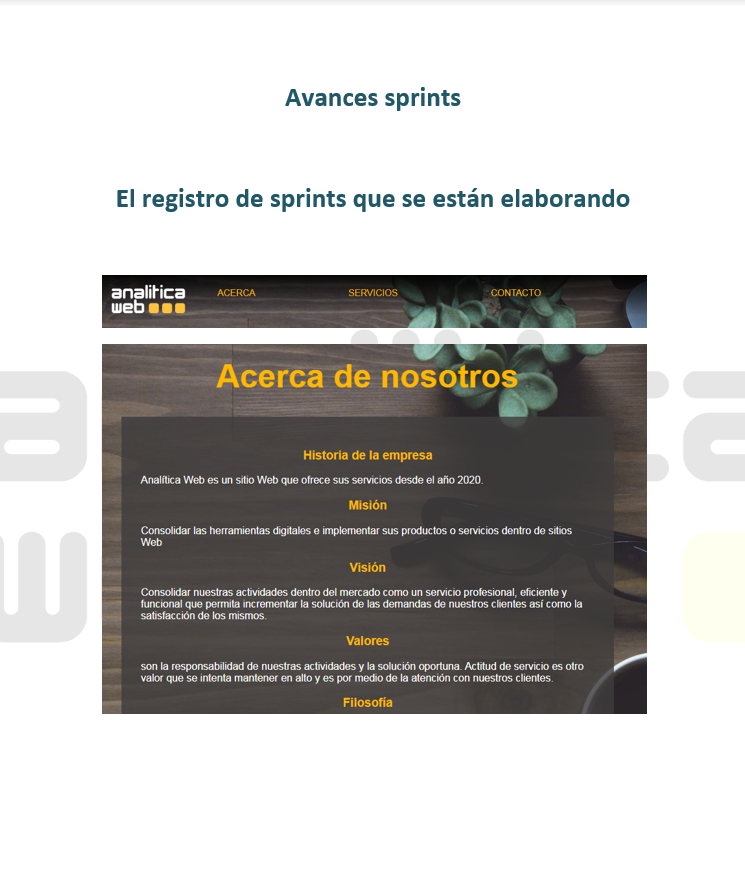 Avances sprints
El registro de sprints que se están elaborando
analitica
web
ACERCA SERVICIOS CONTACTO
Acerca de nosotros
Historia de la empresa
Analítica Web es un sitio Web que ofrece sus servicios desde el año 2020.
Misión
Consolidar las herramientas digitales e implementar sus productos o servicios dentro de sitios
Web
Visión
Consolidar nuestras actividades dentro del mercado como un servicio profesional, eficiente y
funcional que permita incrementar la solución de las demandas de nuestros clientes así como la
satisfacción de los mismos.
Valores
son la responsabilidad de nuestras actividades y la solución oportuna. Actitud de servicio es otro
valor que se intenta mantener en alto y es por medio de la atención con nuestros clientes.
Filosofía